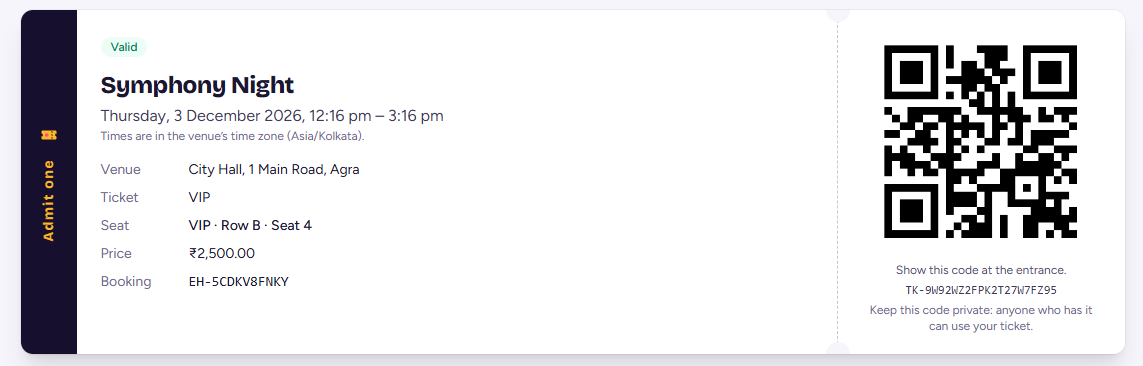 Admit one
Valid
Symphony Night
Thursday, 3 December 2026, 12:16 pm – 3:16 pm
Times are in the venue's time zone (Asia/Kolkata).
Venue City Hall, 1 Main Road, Agra
Ticket VIP
Seat VIP · Row B · Seat 4
Price ₹2,500.00
Booking EH-5CDKV8FNKY
Show this code at the entrance.
TK-9W92WZ2FPK2T27W7FZ95
Keep this code private: anyone who has it
can use your ticket.